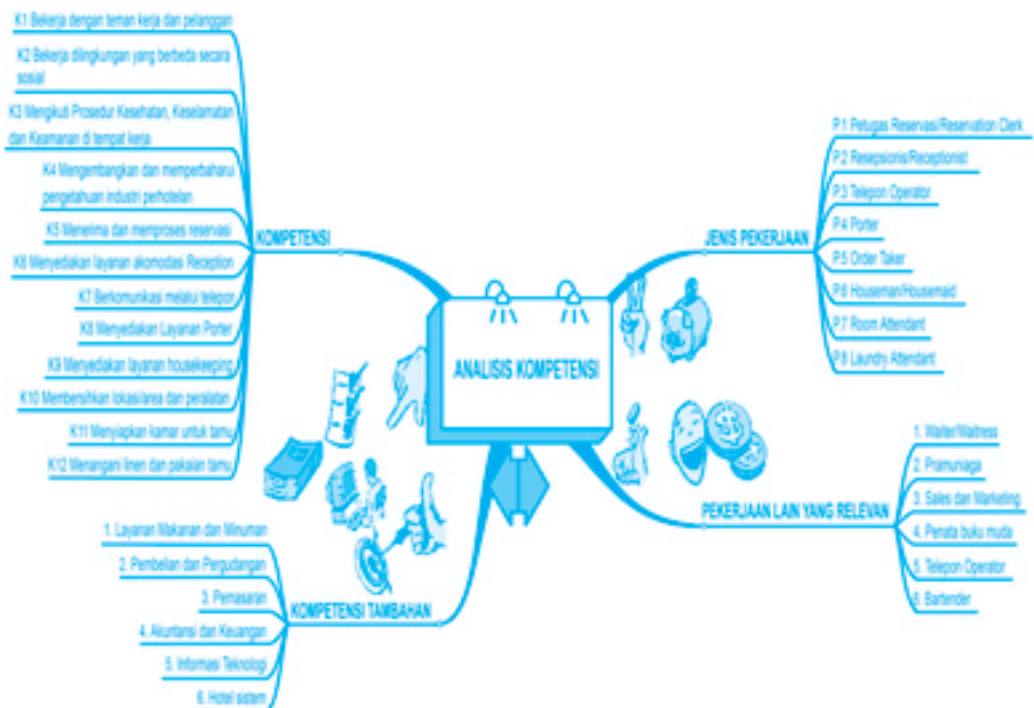 K1 Bekerja dengan teman kerja dan pelanggan
K2 Bekerja dilingkungan yang berbeda secara
sosial
K3 Mengikuti Prosedur Kesehatan, Keselamatan
dan Keamanan di tempat kerja
K4 Mengembangkan dan memperbaharui
pengetahuan industri perhotelan
K5 Menerima dan memproses reservasi
K6 Menyediakan layanan akomodasi Reception
K7 Berkomunikasi melalui telepon
K8 Menyediakan Layanan Porter
K9 Menyediakan layanan housekeeping
K10 Membersihkan lokasi/area dan peralatan
K11 Menyiapkan kamar untuk tamu
K12 Menangani linen dan pakaian tamu
KOMPETENSI
ANALISIS KOMPETENSI
JENIS PEKERJAAN
P.1 Petugas Reservasi/Reservation Clerk
P.2 Resepsionis/Receptionist
P.3 Telepon Operator
P.4 Porter
P.5 Order Taker
P.6 Houseman/Housemaid
P.7 Room Attendant
P.8 Laundry Attendant
PEKERJAAN LAIN YANG RELEVAN
1. Waiter/Waitress
2. Pramuniaga
3. Sales dan Marketing
4. Penata buku muda
5. Telepon Operator
6. Bartender
KOMPETENSI TAMBAHAN
1. Layanan Makanan dan Minuman
2. Pembelian dan Pergudangan
3. Pemasaran
4. Akuntansi dan Keuangan
5. Informasi Teknologi
6. Hotel sistem